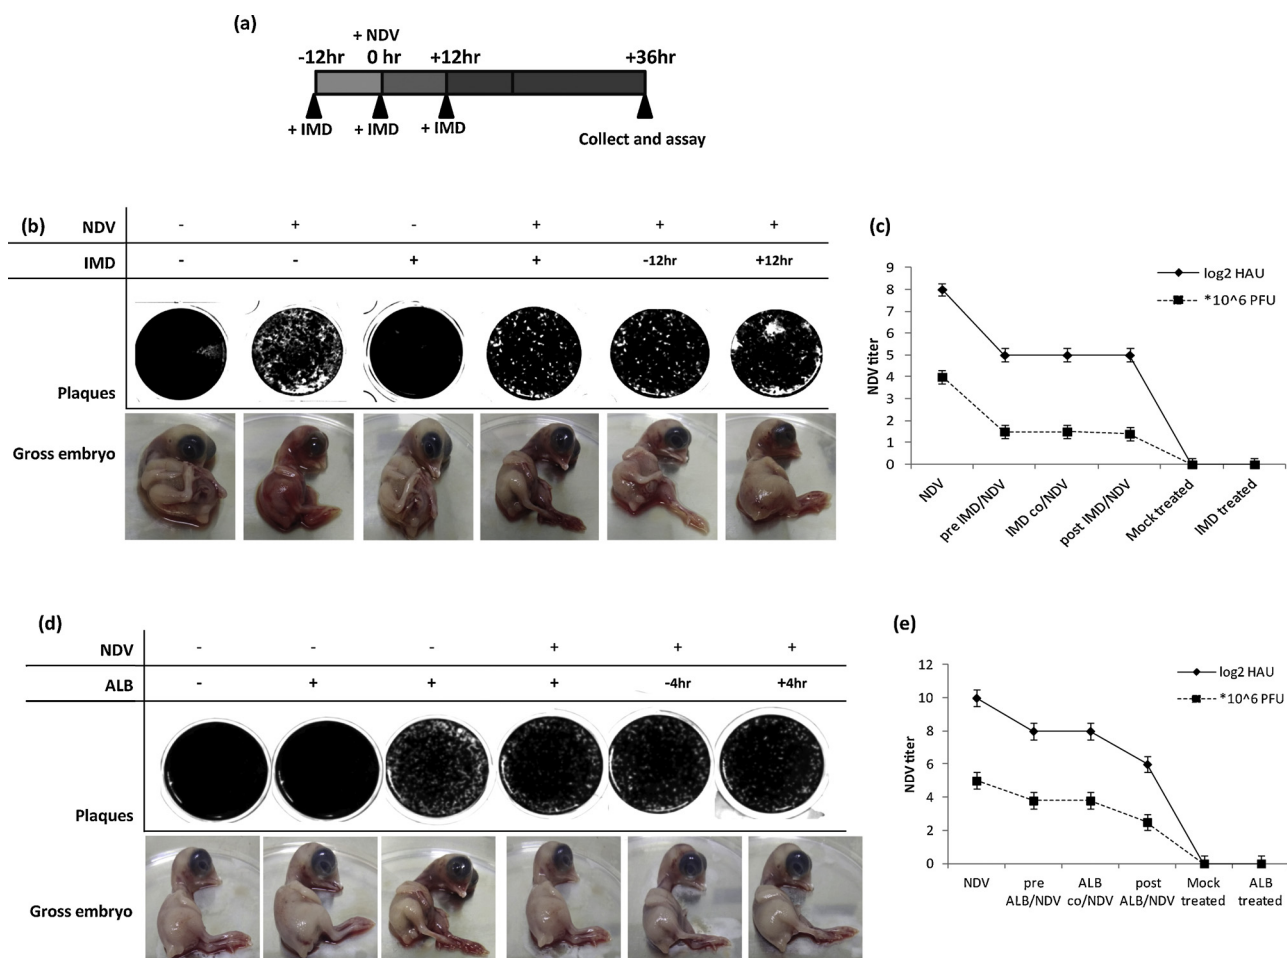 (a)
+ NDV
-12hr 0 hr +12hr +36hr
+ IMD + IMD + IMD
Collect and assay
(b)
NDV - + - + + +
IMD - - + + -12hr +12hr
Plaques
Gross embryo
(c)
log2 HAU
*10^6 PFU
NDV titer
9
8
7
6
5
4
3
2
1
0
NDV
pre IMD/NDV
IMD co/NDV
post IMD/NDV
Mock treated
IMD treated
(d)
NDV - - - + + +
ALB - + + + -4hr +4hr
Plaques
Gross embryo
(e)
log2 HAU
*10^6 PFU
NDV titer
12
10
8
6
4
2
0
NDV
pre
ALB/NDV
ALB
co/NDV
post
ALB/NDV
Mock
treated
ALB
treated